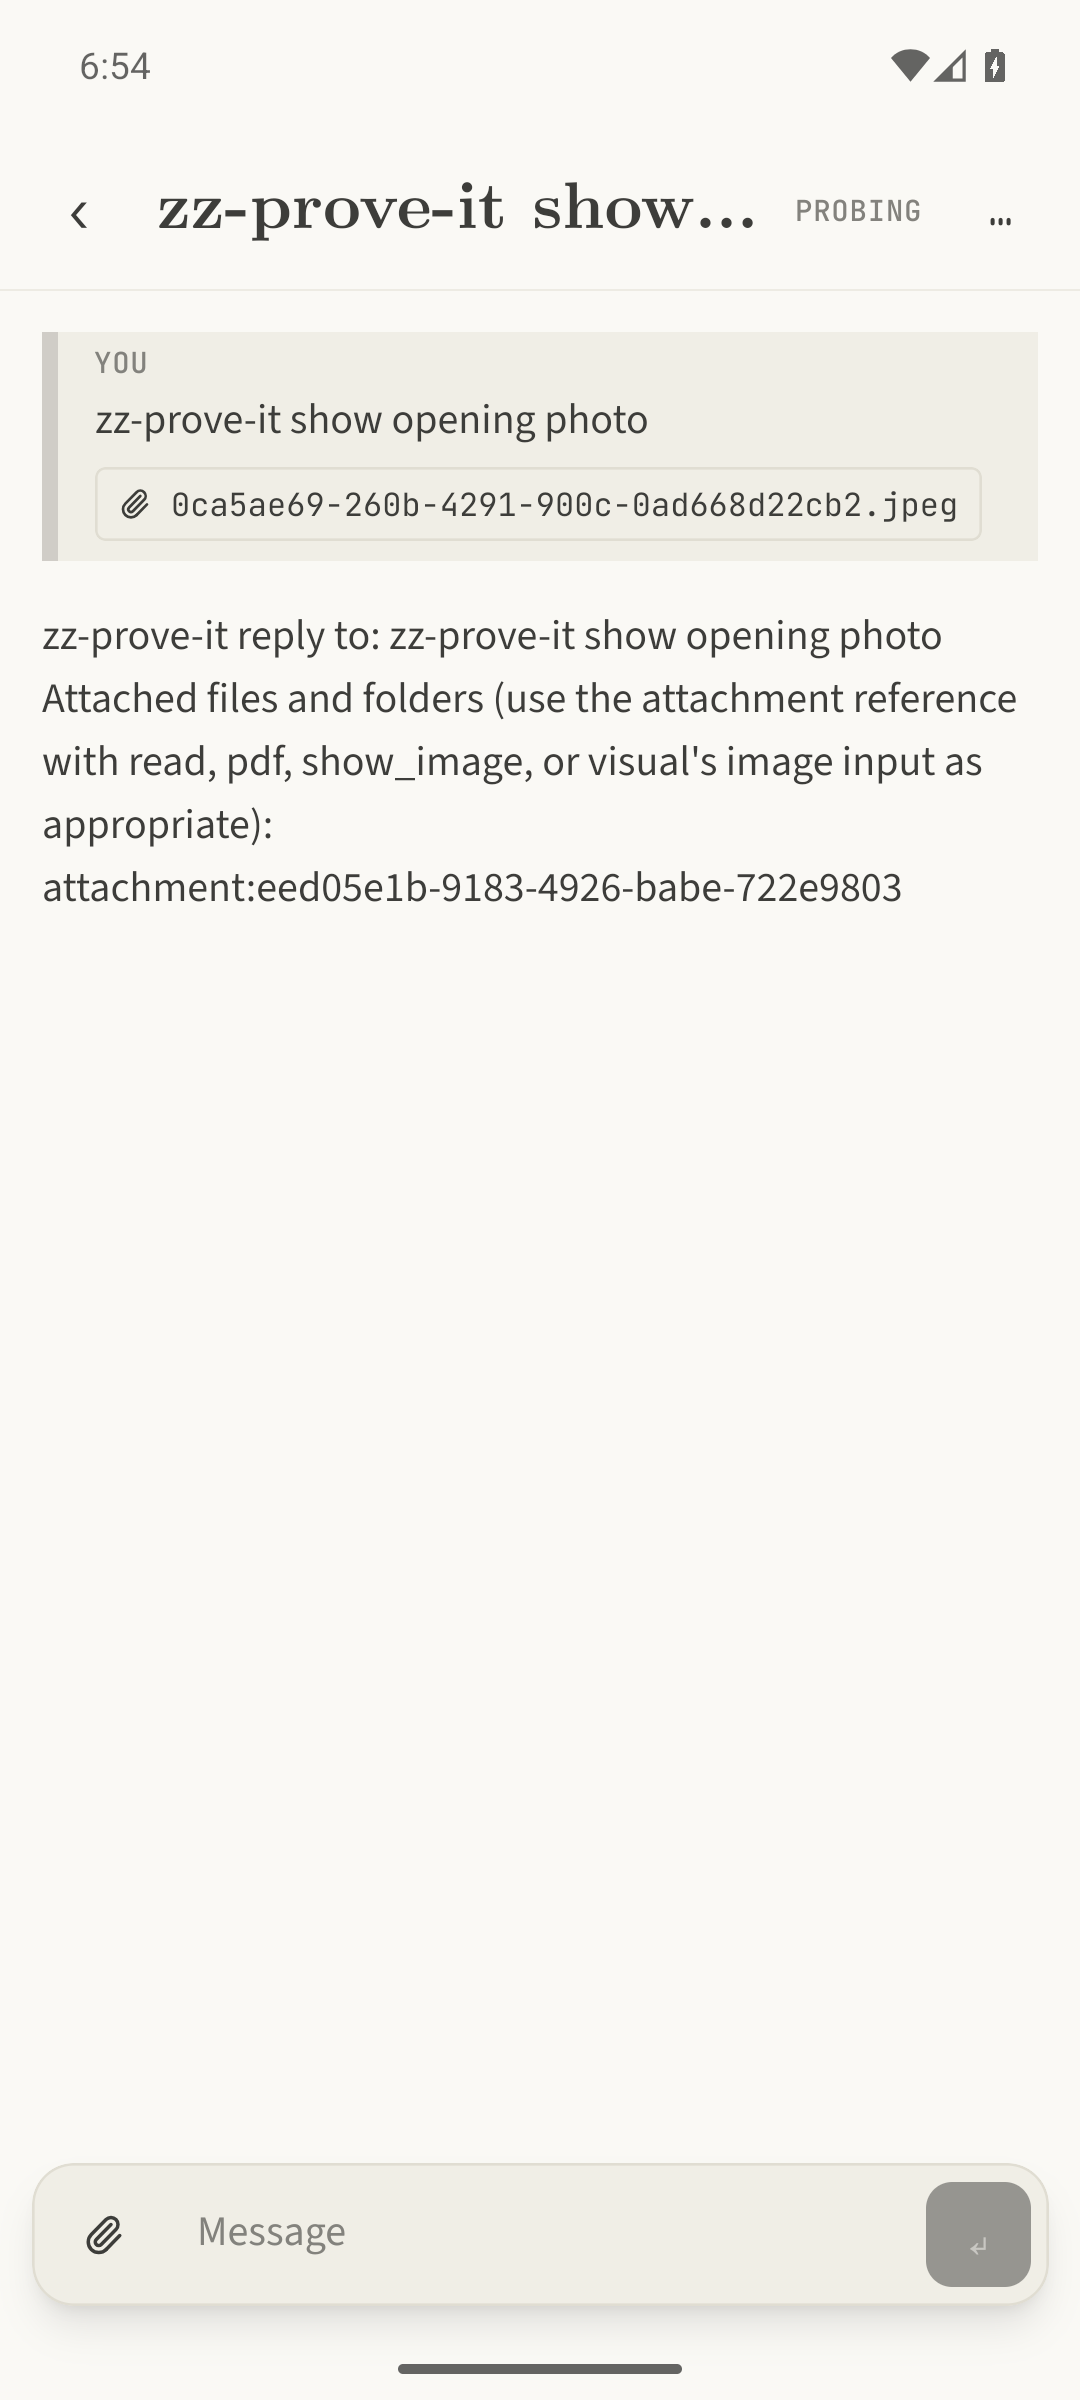 6:54
‹ zz-prove-it show... PROBING ...
YOU
zz-prove-it show opening photo
0ca5ae69-260b-4291-900c-0ad668d22cb2.jpeg
zz-prove-it reply to: zz-prove-it show opening photo
Attached files and folders (use the attachment reference
with read, pdf, show_image, or visual's image input as
appropriate):
attachment:eed05e1b-9183-4926-babe-722e9803
Message